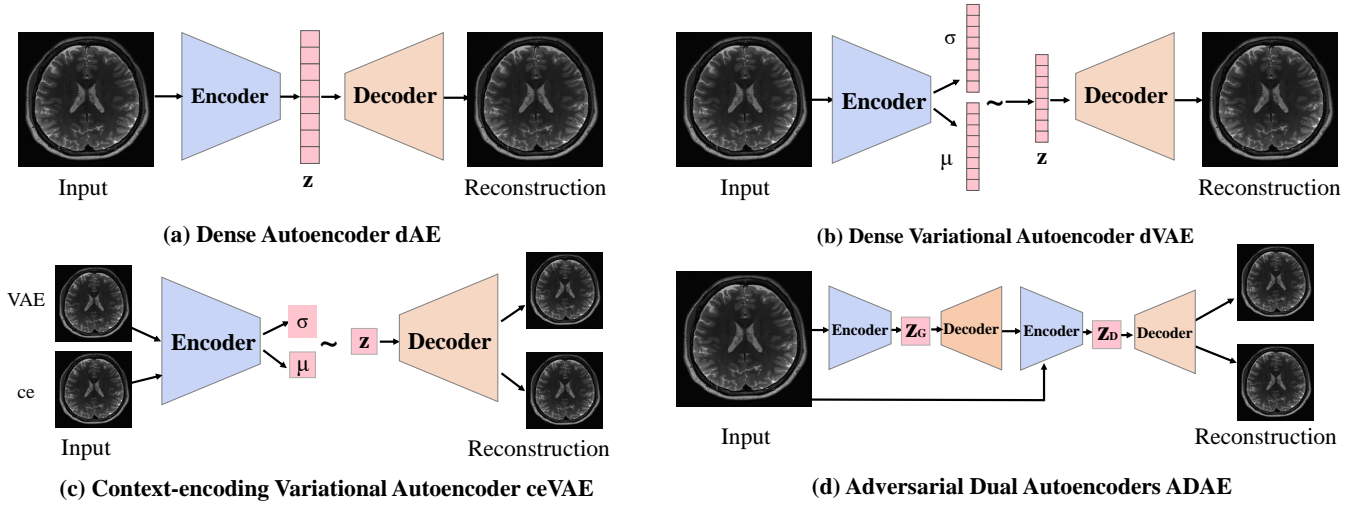 Encoder
z
Decoder
Input
Reconstruction
(a) Dense Autoencoder dAE
Encoder
σ
μ
~
z
Decoder
Input
Reconstruction
(b) Dense Variational Autoencoder dVAE
VAE
ce
Encoder
σ
μ
~
z
Decoder
Input
Reconstruction
(c) Context-encoding Variational Autoencoder ceVAE
Encoder
ZG
Decoder
Encoder
ZD
Decoder
Input
Reconstruction
(d) Adversarial Dual Autoencoders ADAE